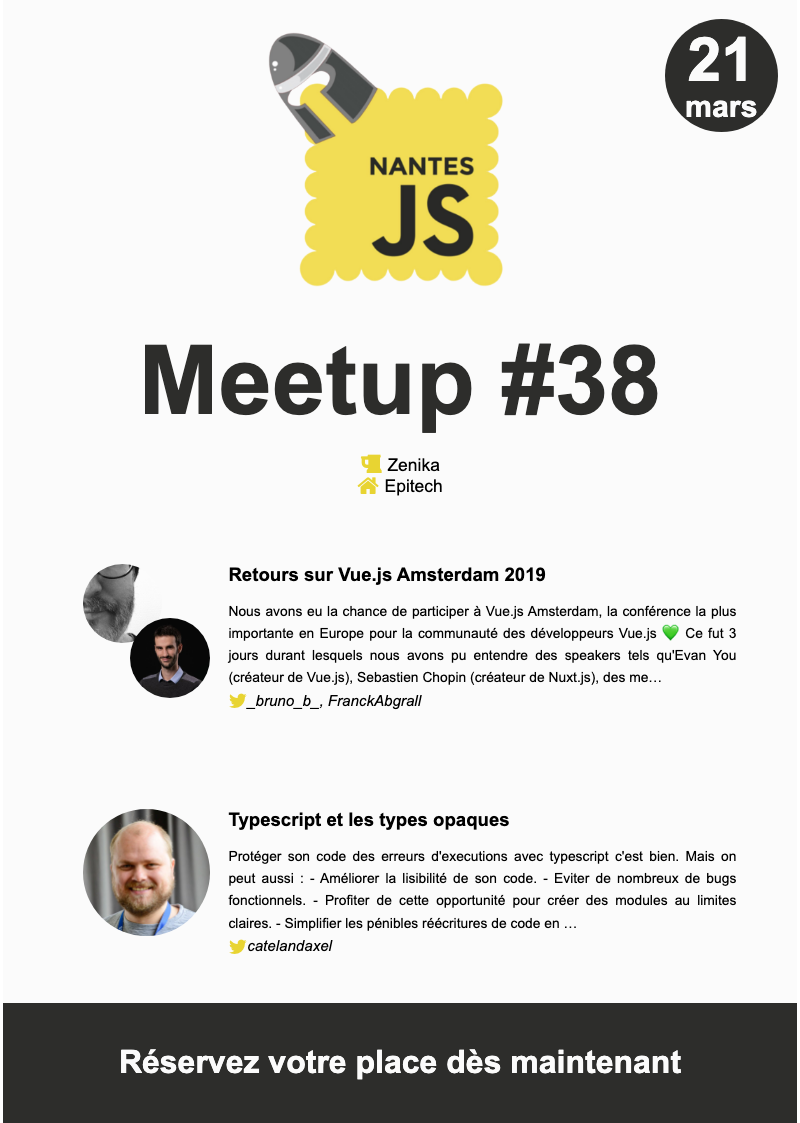 21
mars
NANTES
JS
Meetup #38
Zenika
Epitech
Retours sur Vue.js Amsterdam 2019
Nous avons eu la chance de participer à Vue.js Amsterdam, la conférence la plus
importante en Europe pour la communauté des développeurs Vue.js 💚 Ce fut 3
jours durant lesquels nous avons pu entendre des speakers tels qu'Evan You
(créateur de Vue.js), Sebastien Chopin (créateur de Nuxt.js), des me…
_bruno_b_, FranckAbgrall
Typescript et les types opaques
Protéger son code des erreurs d'executions avec typescript c'est bien. Mais on
peut aussi : - Améliorer la lisibilité de son code. - Eviter de nombreux de bugs
fonctionnels. - Profiter de cette opportunité pour créer des modules au limites
claires. - Simplifier les pénibles réécritures de code en …
catelandaxel
Réservez votre place dès maintenant